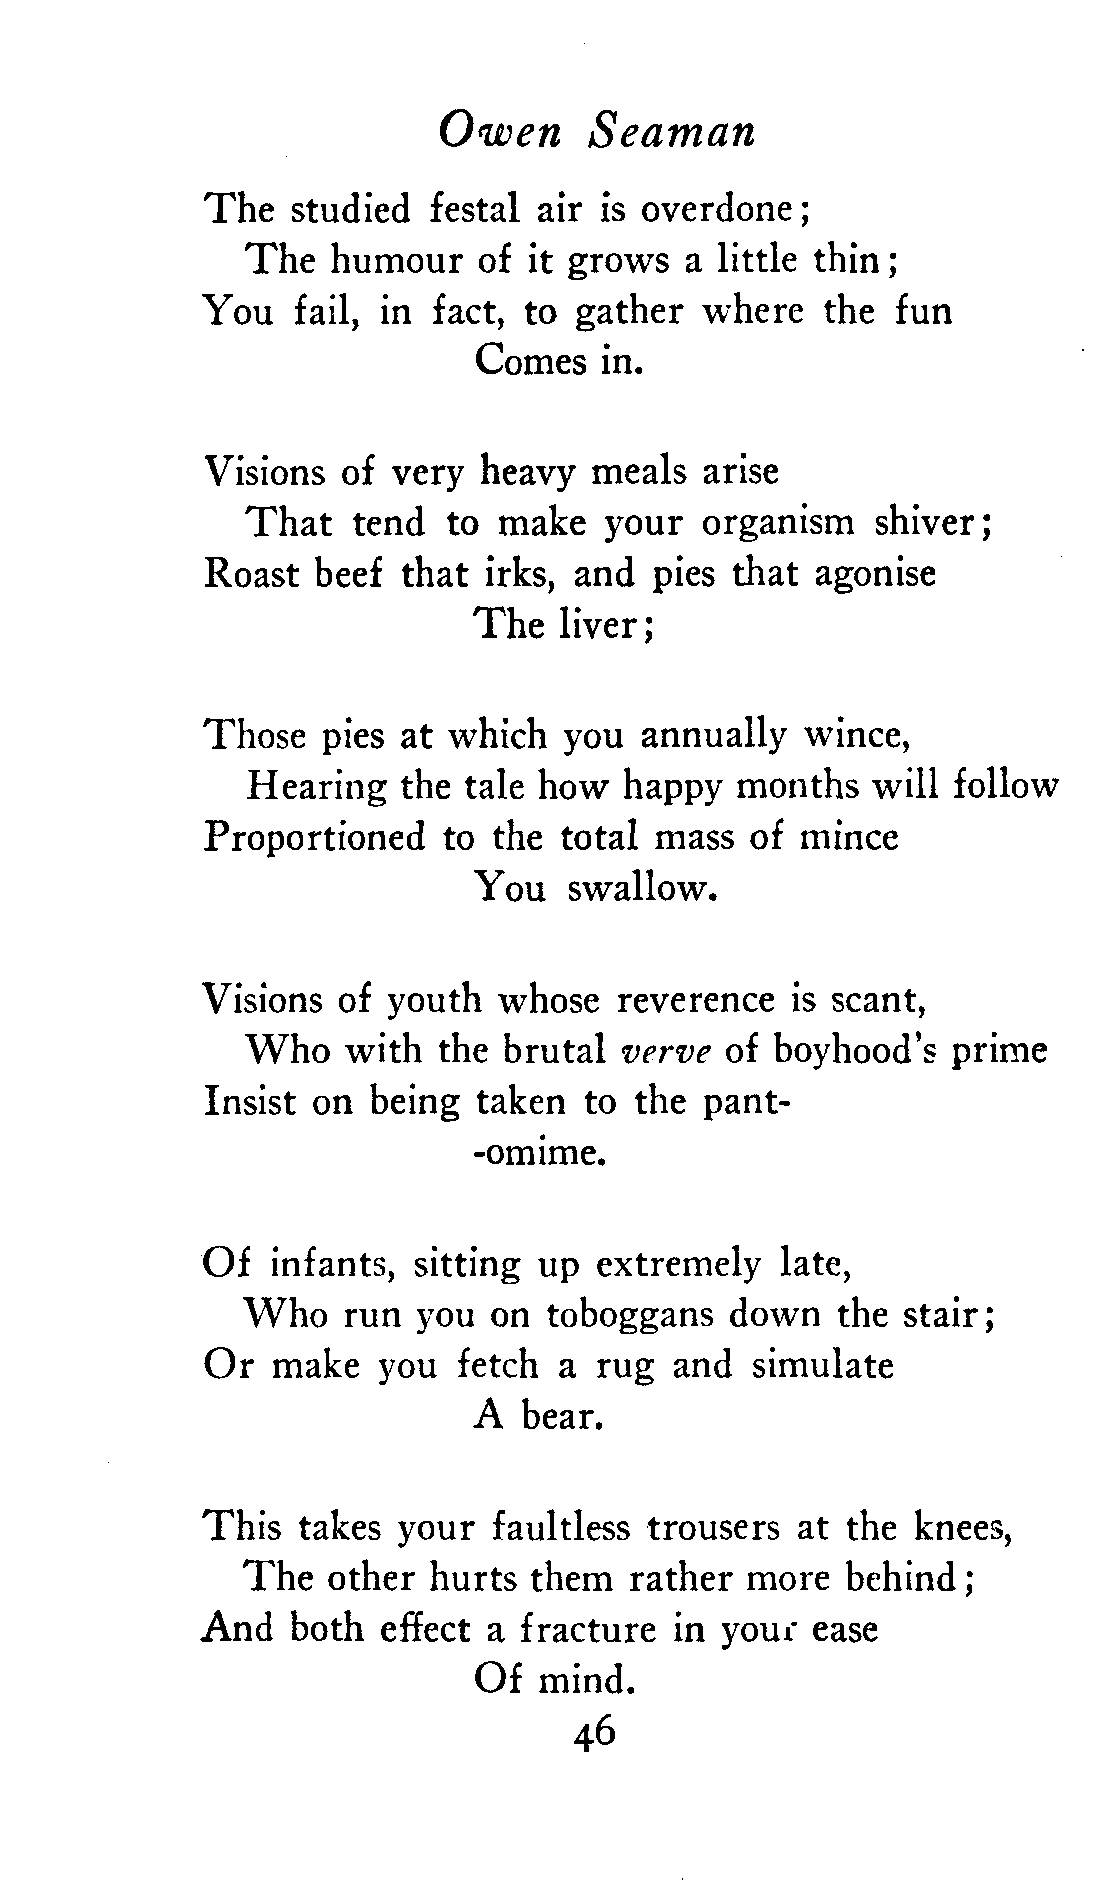 Owen Seaman
The studied festal air is overdone;
The humour of it grows a little thin;
You fail, in fact, to gather where the fun
Comes in.
Visions of very heavy meals arise
That tend to make your organism shiver;
Roast beef that irks, and pies that agonise
The liver;
Those pies at which you annually wince,
Hearing the tale how happy months will follow
Proportioned to the total mass of mince
You swallow.
Visions of youth whose reverence is scant,
Who with the brutal verve of boyhood's prime
Insist on being taken to the pant-
-omime.
Of infants, sitting up extremely late,
Who run you on toboggans down the stair;
Or make you fetch a rug and simulate
A bear.
This takes your faultless trousers at the knees,
The other hurts them rather more behind;
And both effect a fracture in your ease
Of mind.
46